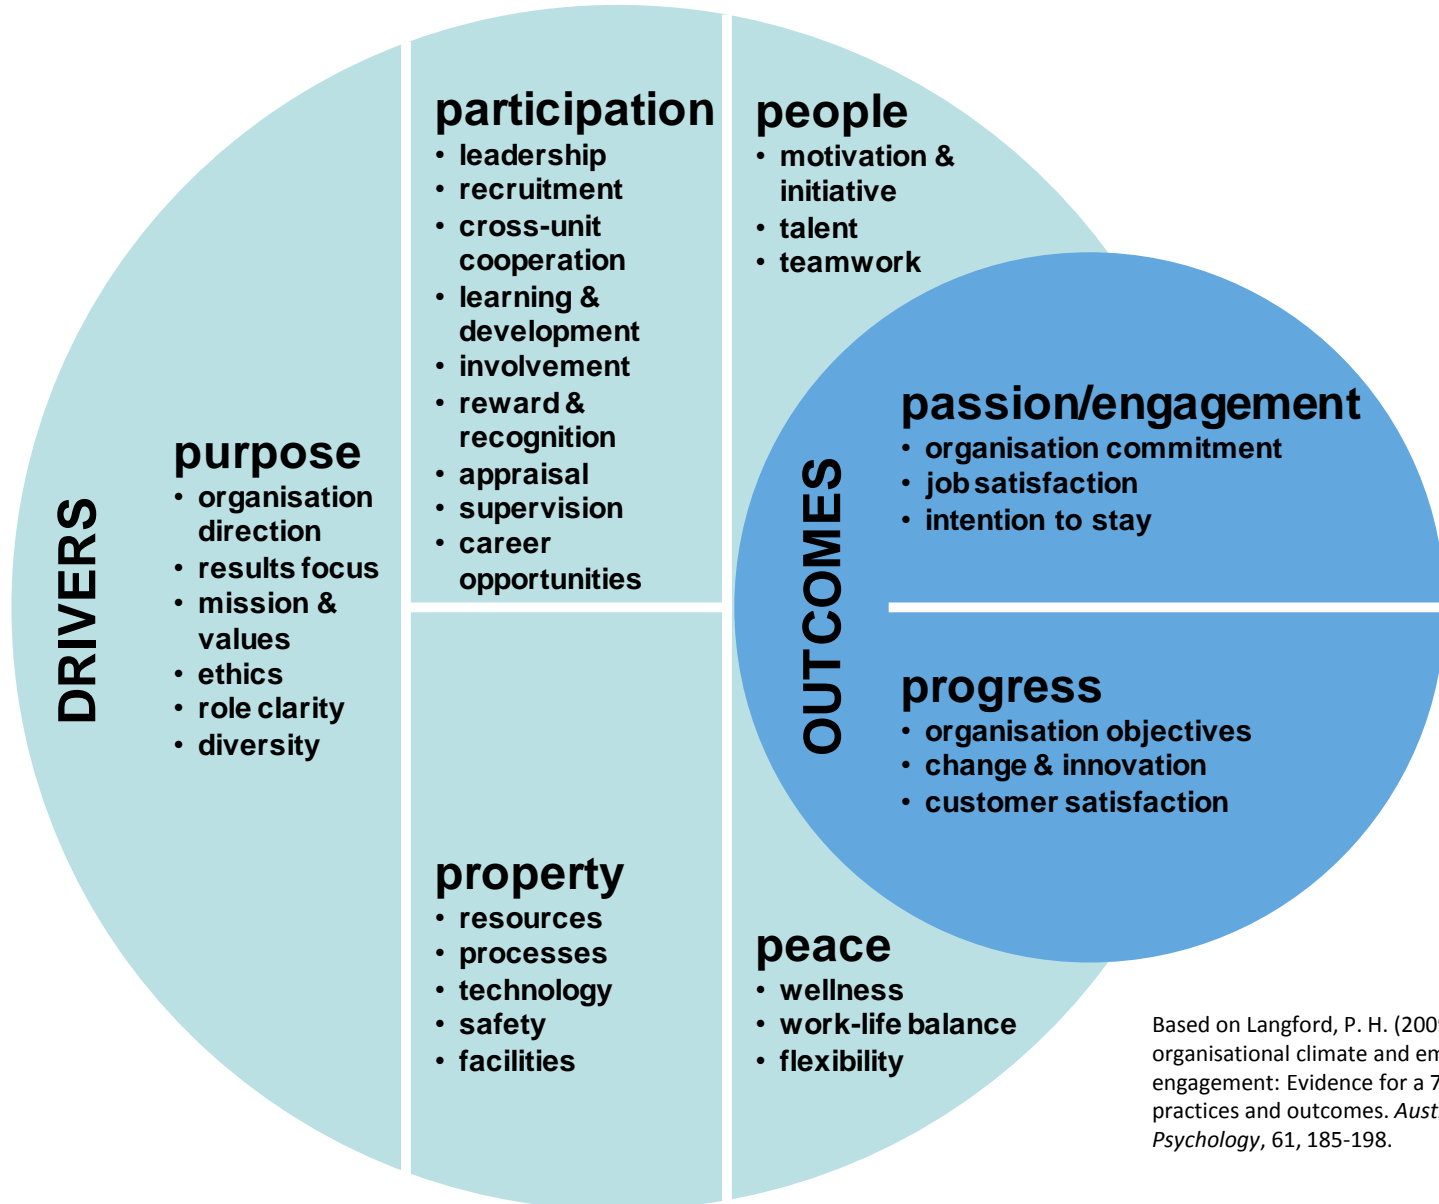 DRIVERS
purpose
• organisation
direction
• results focus
• mission &
values
• ethics
• role clarity
• diversity
participation
• leadership
• recruitment
• cross-unit
cooperation
• learning &
development
• involvement
• reward &
recognition
• appraisal
• supervision
• career
opportunities
property
• resources
• processes
• technology
• safety
• facilities
people
• motivation &
initiative
• talent
• teamwork
peace
• wellness
• work-life balance
• flexibility
OUTCOMES
passion/engagement
• organisation commitment
• job satisfaction
• intention to stay
progress
• organisation objectives
• change & innovation
• customer satisfaction
Based on Langford, P. H.
organisational climate and
engagement: Evidence for a
practices and outcomes.
Psychology, 61, 185-198.